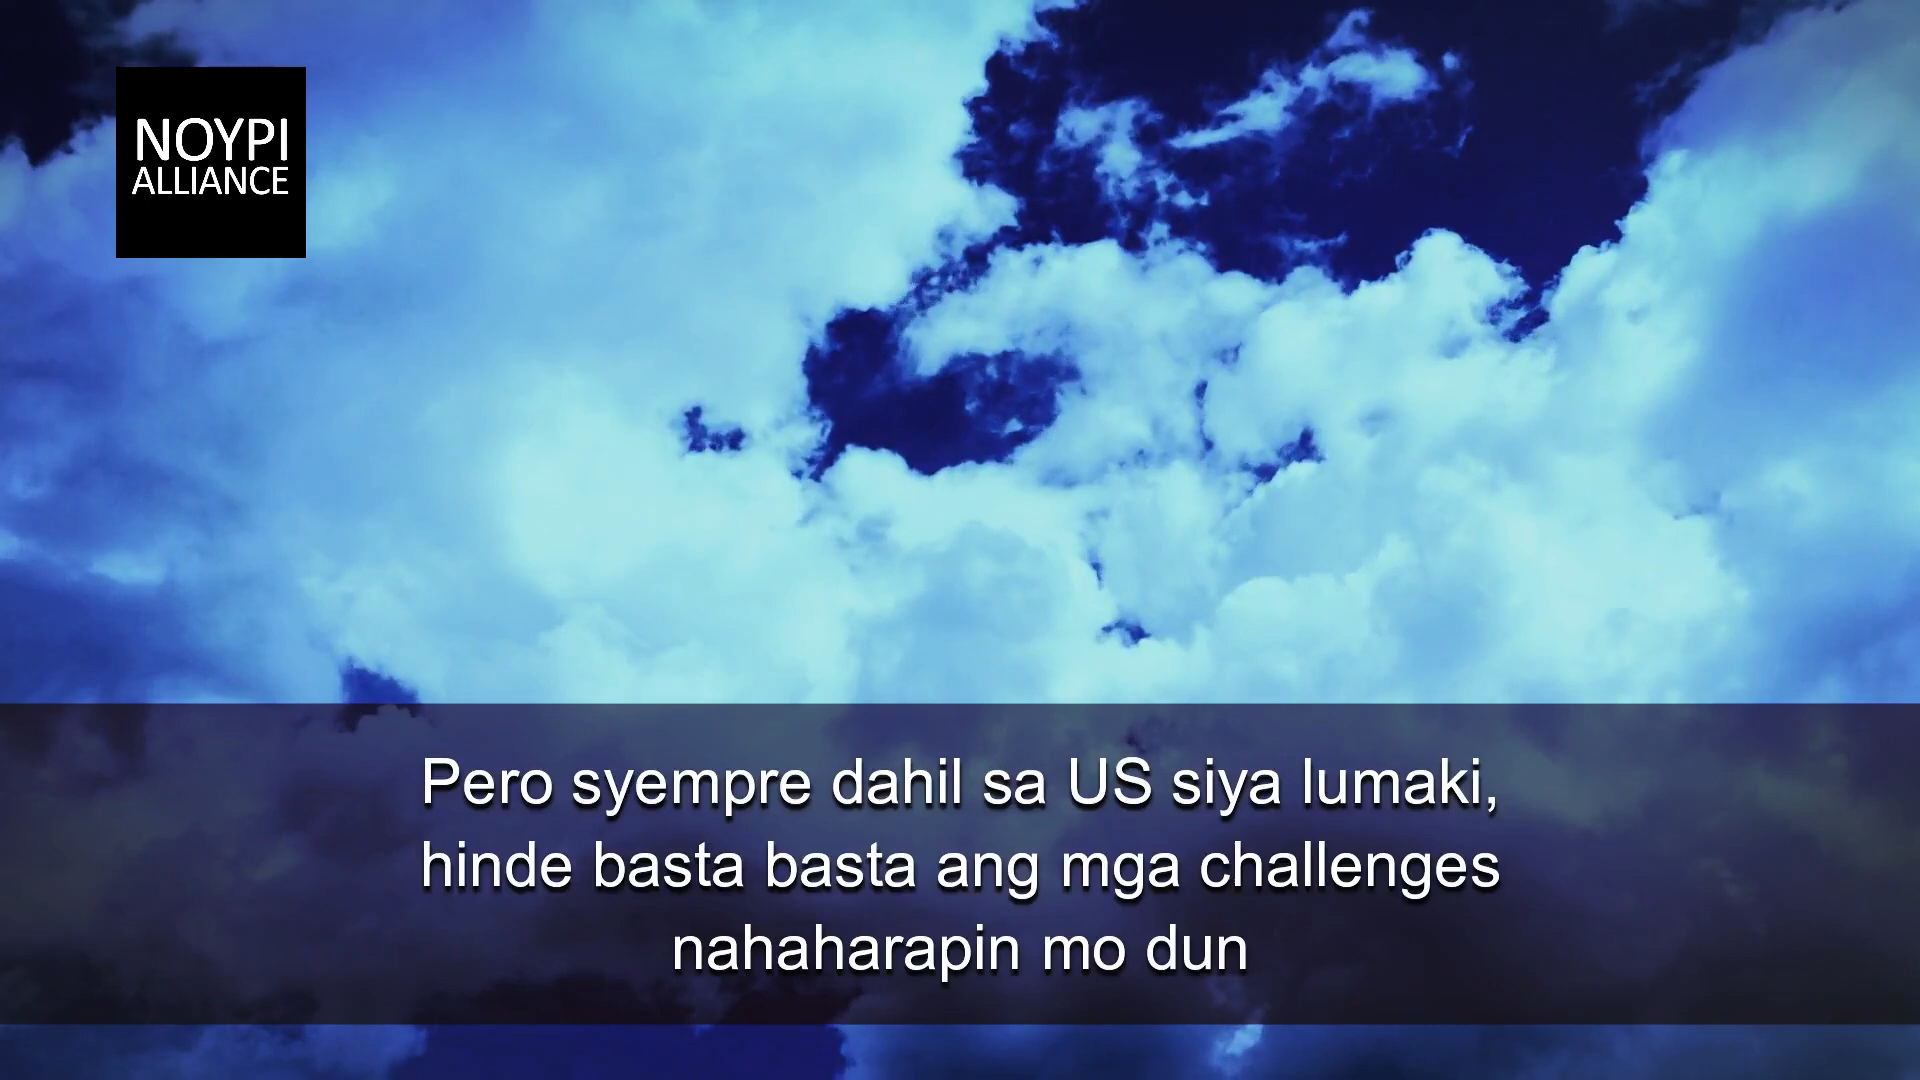 NOYPI
ALLIANCE
Pero syempre dahil sa US siya lumaki,
hinde basta basta ang mga challenges
nahaharapin mo dun